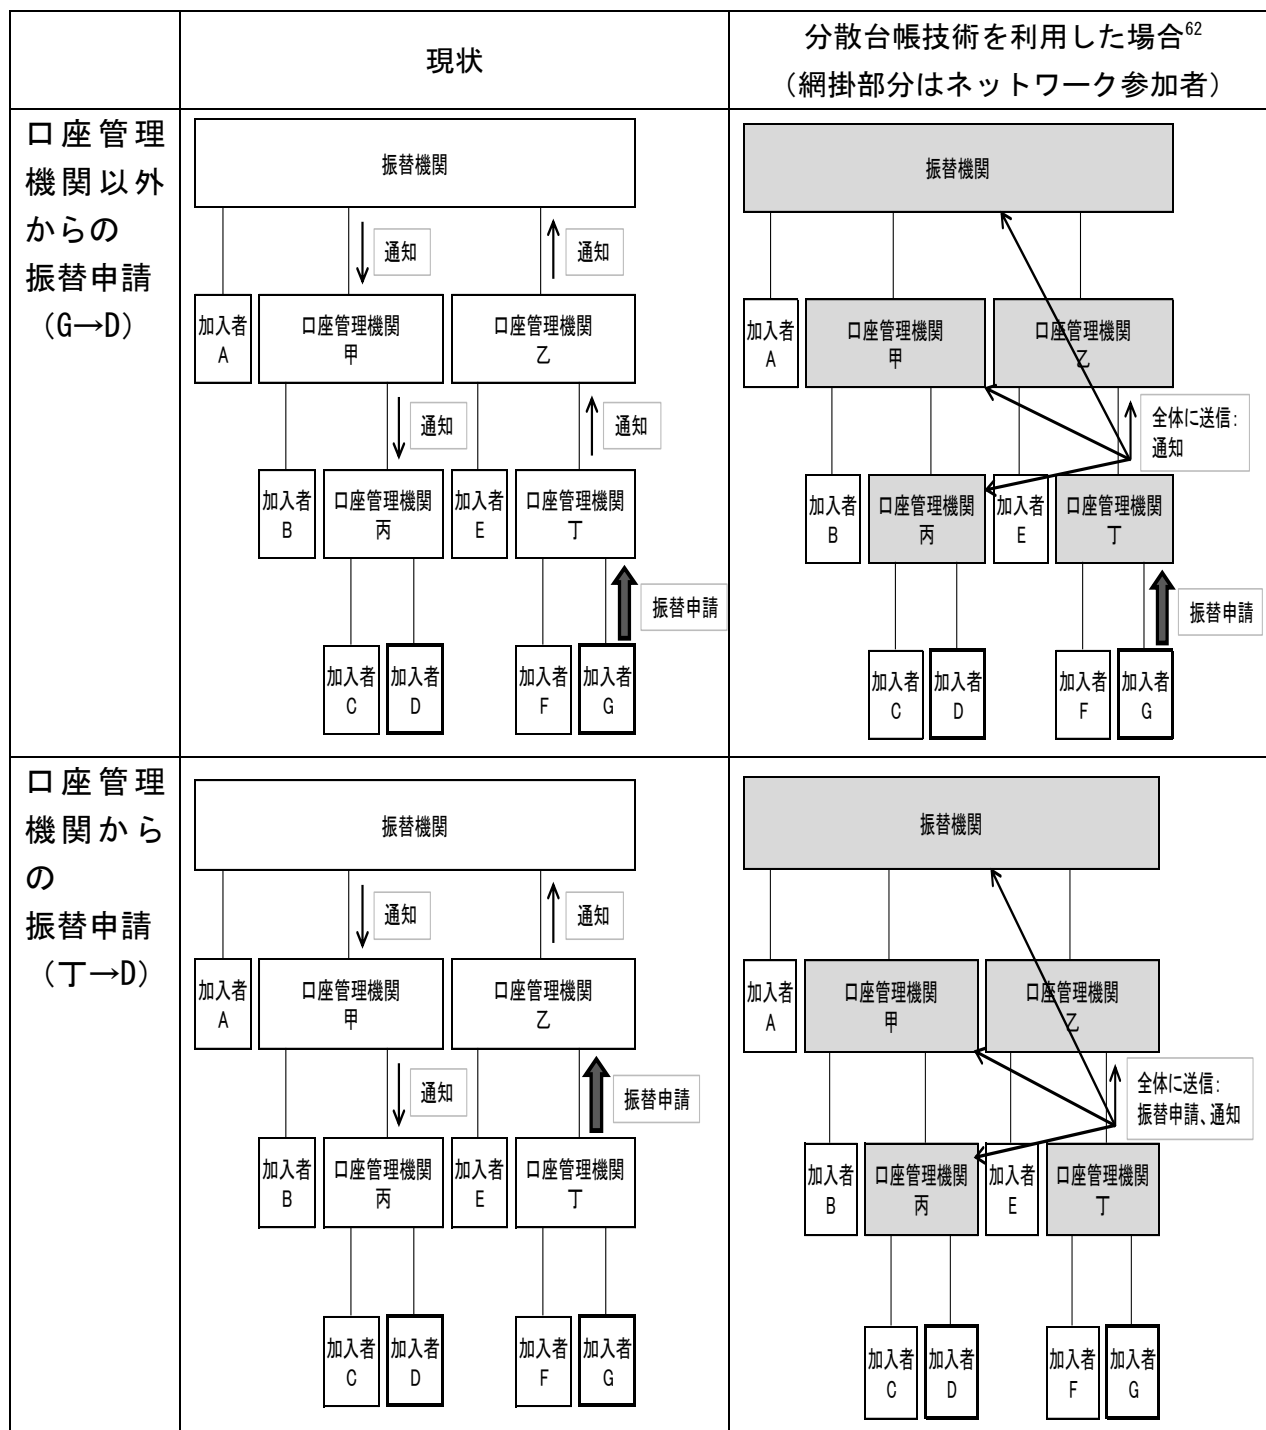 現状
分散台帳技術を利用した場合62
（網掛部分はネットワーク参加者）
口座管理
機関以外
からの
振替申請
（G→D）
振替機関
通知
通知
加入者
A
口座管理機関
甲
口座管理機関
乙
通知
通知
加入者
B
口座管理機関
丙
加入者
E
口座管理機関
丁
振替申請
加入者
C
加入者
D
加入者
F
加入者
G
振替機関
加入者
A
口座管理機関
甲
口座管理機関
乙
全体に送信：
通知
加入者
B
口座管理機関
丙
加入者
E
口座管理機関
丁
振替申請
加入者
C
加入者
D
加入者
F
加入者
G
口座管理
機関から
の
振替申請
（丁→D）
振替機関
通知
通知
加入者
A
口座管理機関
甲
口座管理機関
乙
通知
振替申請
加入者
B
口座管理機関
丙
加入者
E
口座管理機関
丁
加入者
C
加入者
D
加入者
F
加入者
G
振替機関
加入者
A
口座管理機関
甲
口座管理機関
乙
全体に送信：
振替申請、通知
加入者
B
口座管理機関
丙
加入者
E
口座管理機関
丁
加入者
C
加入者
D
加入者
F
加入者
G